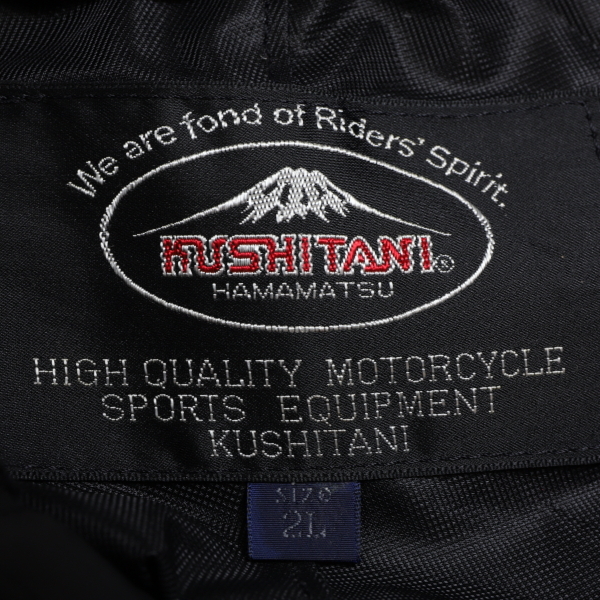 We are fond of Riders' Spirit.
KUSHITANI®
HAMAMATSU
HIGH QUALITY MOTORCYCLE
SPORTS EQUIPMENT
KUSHITANI
SIZE
2L